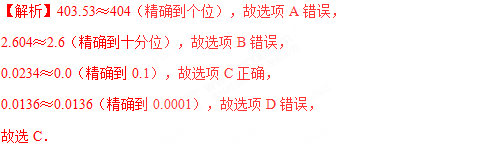 【解析】403.53≈404（精确到个位），故选项 A 错误，
2.604≈2.6（精确到十分位），故选项 B 错误，
0.0234≈0.0（精确到 0.1），故选项 C 正确，
0.0136≈0.0136（精确到 0.0001），故选项 D 错误，
故选 C．